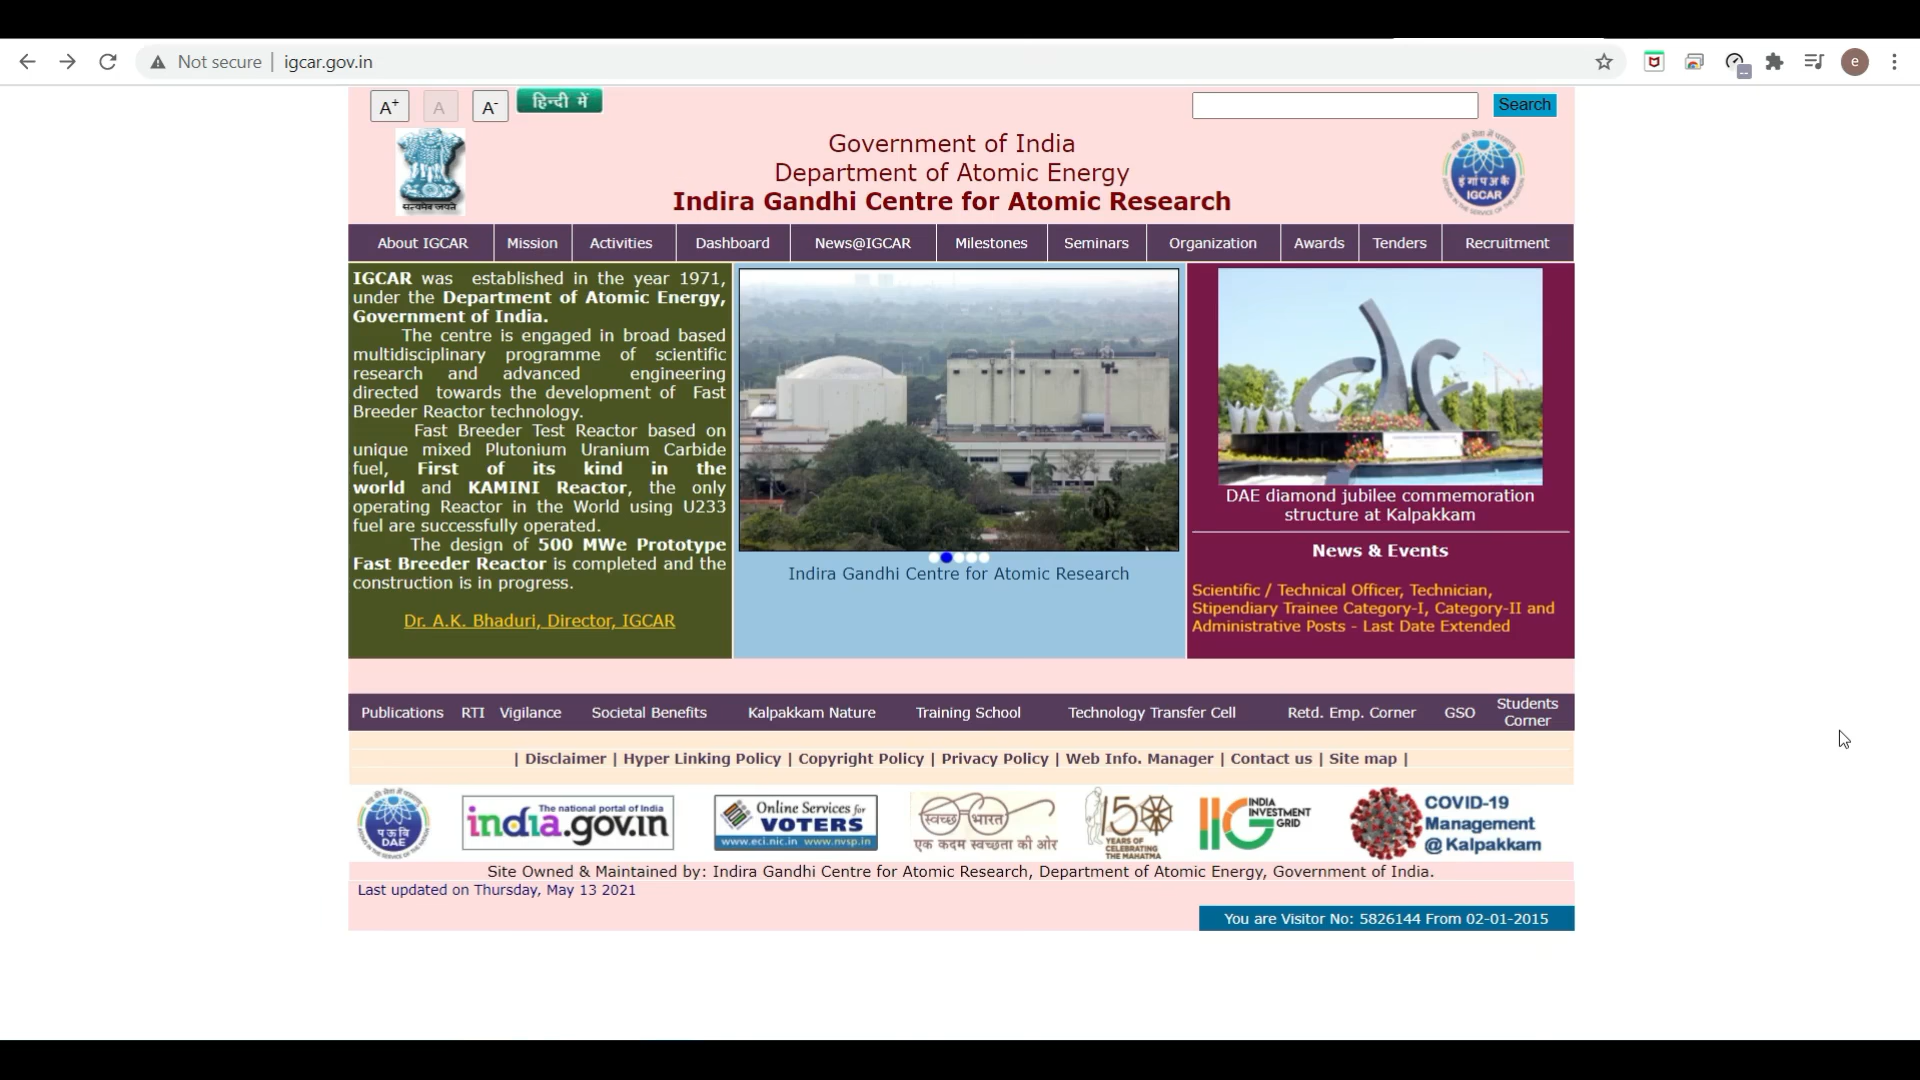 Not secure | igcar.gov.in
e
A+ A A- हिन्दी में
Search
Government of India
Department of Atomic Energy
Indira Gandhi Centre for Atomic Research
सत्यमेव जयते
इंगांपअकें
IGCAR
About IGCAR Mission Activities Dashboard News@IGCAR Milestones Seminars Organization Awards Tenders Recruitment
IGCAR was established in the year 1971,
under the Department of Atomic Energy,
Government of India.
The centre is engaged in broad based
multidisciplinary programme of scientific
research and advanced engineering
directed towards the development of Fast
Breeder Reactor technology.
Fast Breeder Test Reactor based on
unique mixed Plutonium Uranium Carbide
fuel, First of its kind in the
world and KAMINI Reactor, the only
operating Reactor in the World using U233
fuel are successfully operated.
The design of 500 MWe Prototype
Fast Breeder Reactor is completed and the
construction is in progress.
Dr. A.K. Bhaduri, Director, IGCAR
Indira Gandhi Centre for Atomic Research
DAE diamond jubilee commemoration
structure at Kalpakkam
News & Events
Scientific / Technical Officer, Technician,
Stipendiary Trainee Category-I, Category-II and
Administrative Posts - Last Date Extended
Publications RTI Vigilance Societal Benefits Kalpakkam Nature Training School Technology Transfer Cell Retd. Emp. Corner GSO Students
Corner
| Disclaimer | Hyper Linking Policy | Copyright Policy | Privacy Policy | Web Info. Manager | Contact us | Site map |
पऊवि
DAE
The national portal of India
india.gov.in
Online Services for
VOTERS
www.eci.nic.in www.nvsp.in
स्वच्छ भारत
एक कदम स्वच्छता की ओर
150
YEARS OF
CELEBRATING
THE MAHATMA
IIG INDIA
INVESTMENT
GRID
COVID-19
Management
@ Kalpakkam
Site Owned & Maintained by: Indira Gandhi Centre for Atomic Research, Department of Atomic Energy, Government of India.
Last updated on Thursday, May 13 2021
You are Visitor No: 5826144 From 02-01-2015